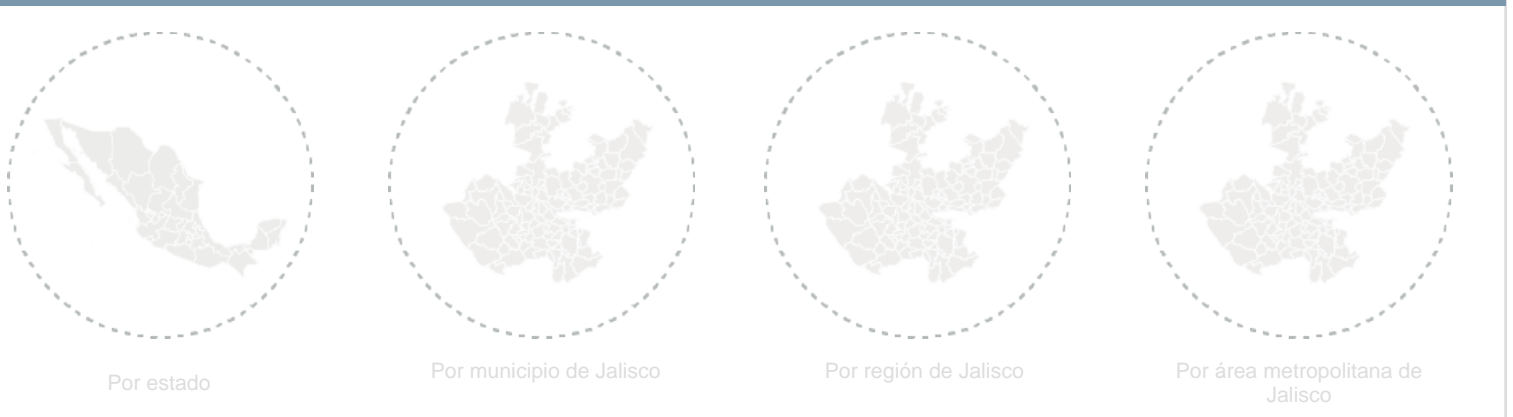 Por estado
Por municipio de Jalisco
Por región de Jalisco
Por área metropolitana de
Jalisco